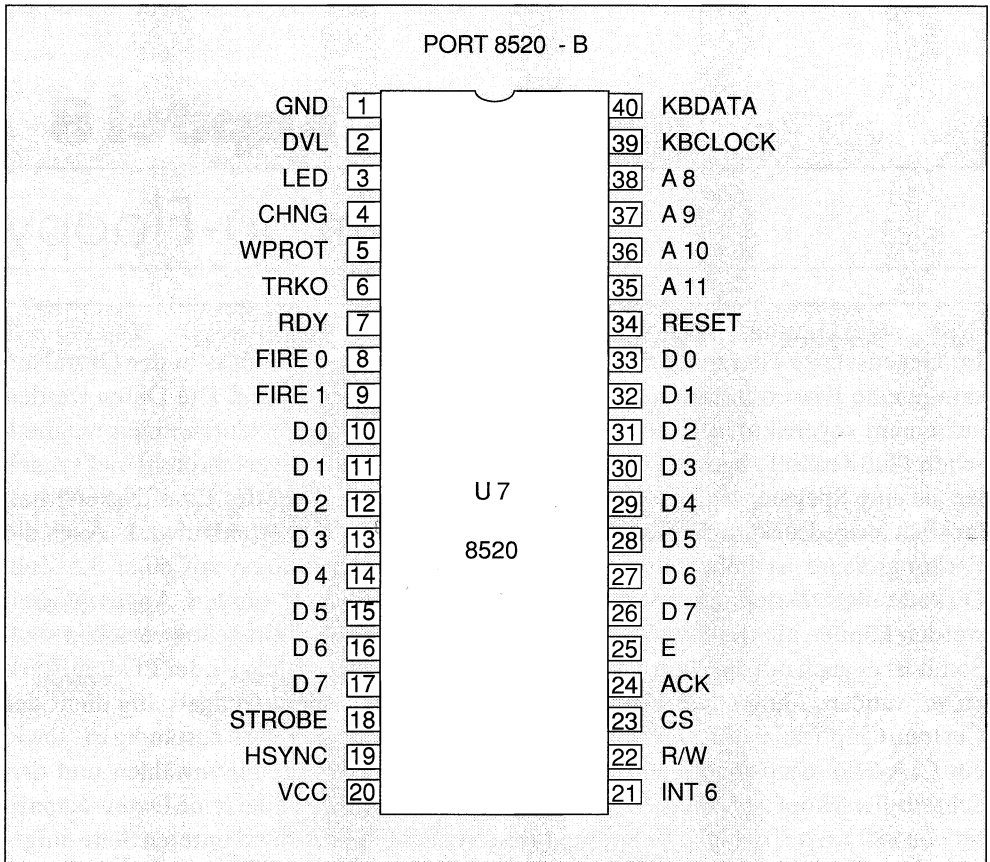 PORT 8520 - B
GND 1
DVL 2
LED 3
CHNG 4
WPROT 5
TRKO 6
RDY 7
FIRE 0 8
FIRE 1 9
D 0 10
D 1 11
D 2 12
D 3 13
D 4 14
D 5 15
D 6 16
D 7 17
STROBE 18
HSYNC 19
VCC 20
U 7
8520
40 KBDATA
39 KBCLOCK
38 A 8
37 A 9
36 A 10
35 A 11
34 RESET
33 D 0
32 D 1
31 D 2
30 D 3
29 D 4
28 D 5
27 D 6
26 D 7
25 E
24 ACK
23 CS
22 R/W
21 INT 6